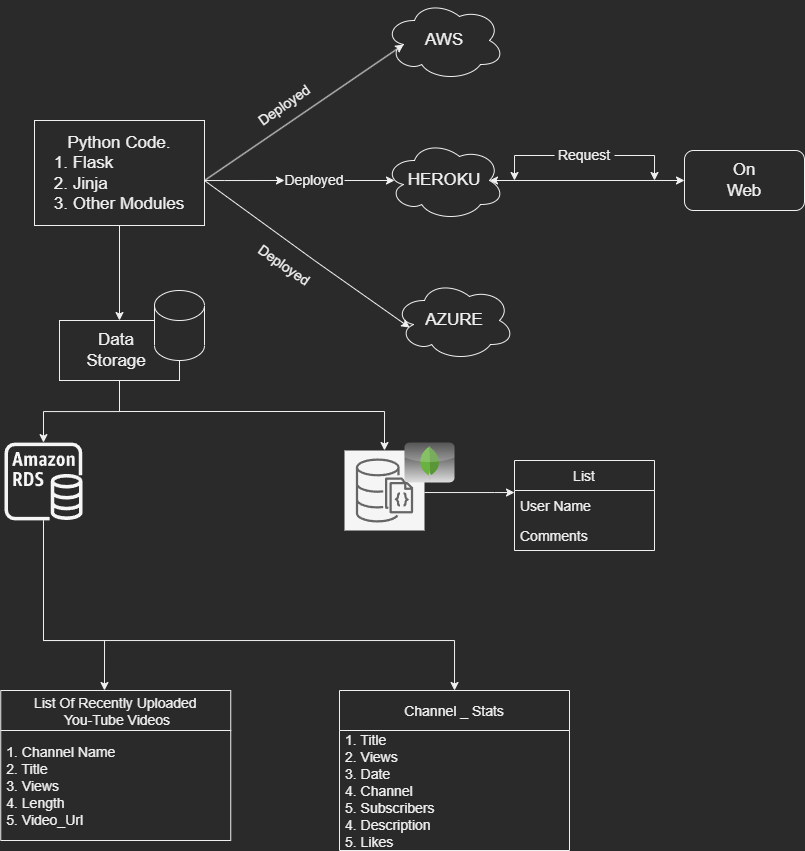 AWS
Deployed
Python Code.
1. Flask
2. Jinja
3. Other Modules
Deployed
HEROKU
Request
On
Web
Deployed
AZURE
Data
Storage
Amazon
RDS
{}
List
User Name
Comments
List Of Recently Uploaded
You-Tube Videos
1. Channel Name
2. Title
3. Views
4. Length
5. Video_Url
Channel _ Stats
1. Title
2. Views
3. Date
4. Channel
5. Subscribers
4. Description
5. Likes